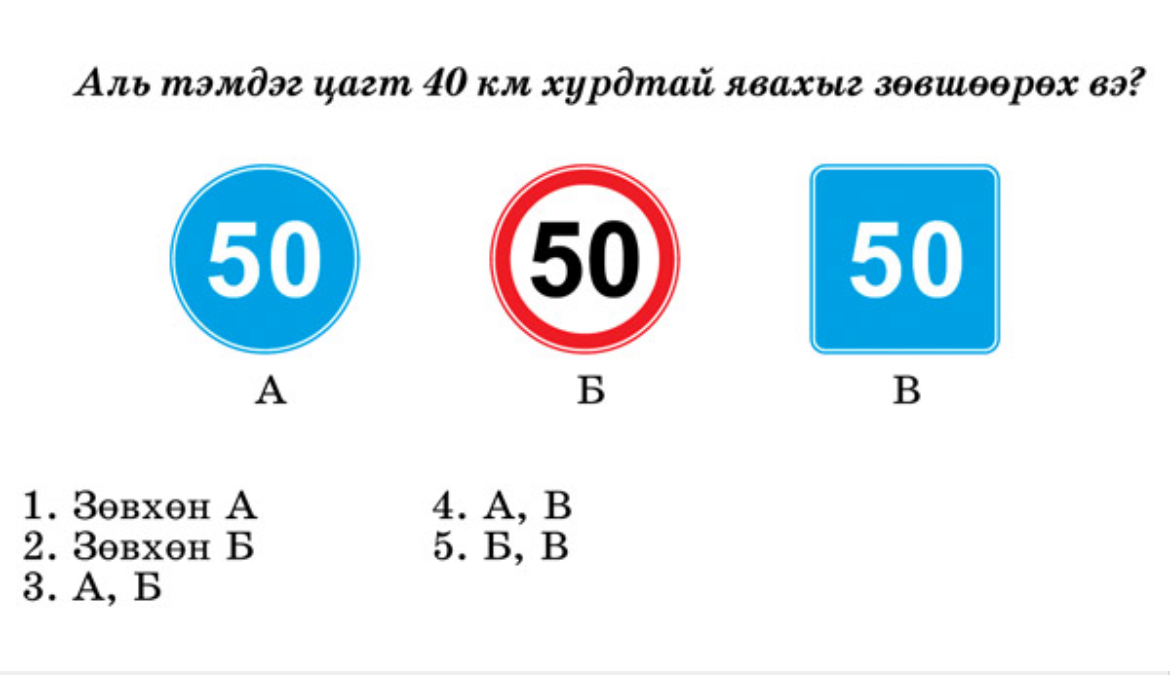 Аль тэмдэг цагт 40 км хурдтай явахыг зөвшөөрөх вэ?
50 50 50
А Б В
1. Зөвхөн А
2. Зөвхөн Б
3. А, Б
4. А, В
5. Б, В